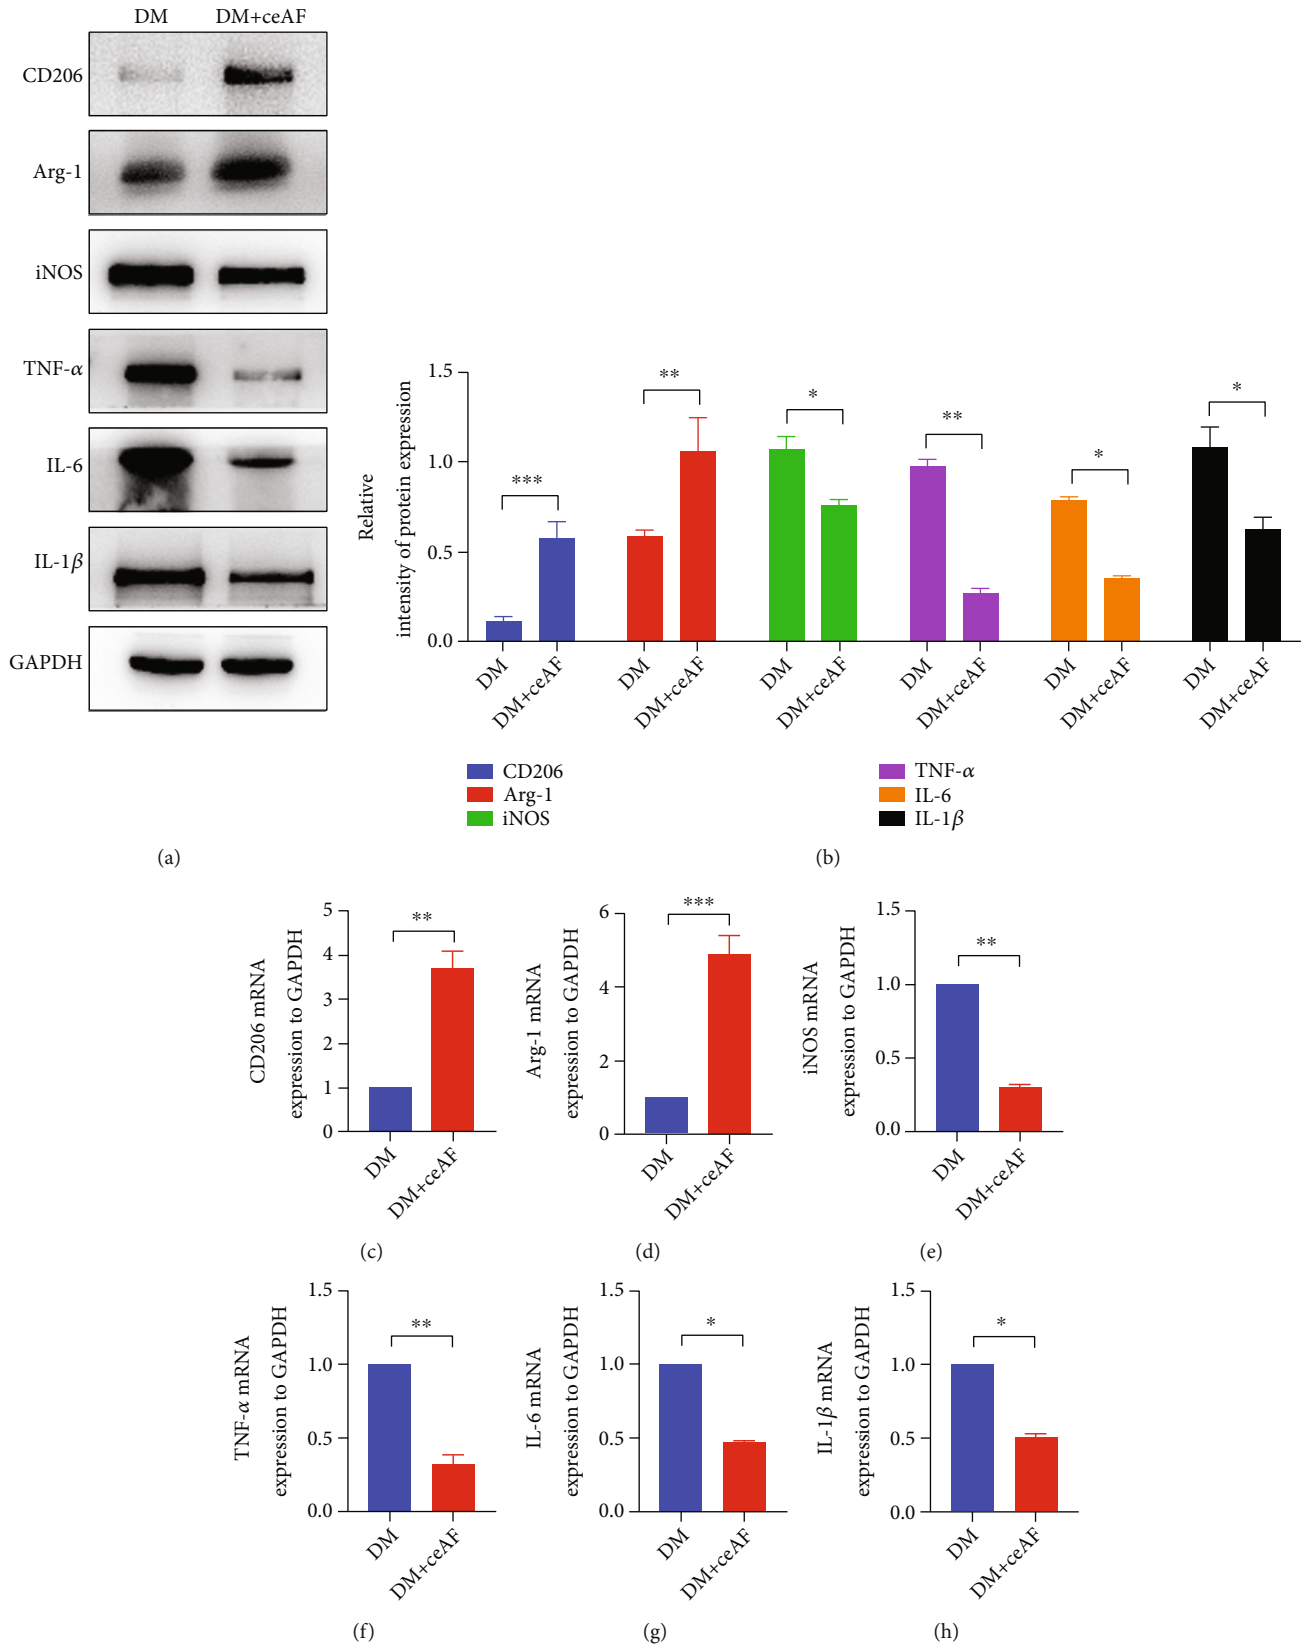 DM DM+ceAF
CD206
Arg-1
iNOS
TNF-α
IL-6
IL-1β
GAPDH
(a)
Relative
intensity of protein expression
1.5
1.0
0.5
0.0
*** ** * ** * *
DM DM+ceAF DM DM+ceAF DM DM+ceAF DM DM+ceAF DM DM+ceAF DM DM+ceAF
CD206
Arg-1
iNOS
TNF-α
IL-6
IL-1β
(b)
CD206 mRNA
expression to GAPDH
5
4
3
2
1
0
**
DM DM+ceAF
(c)
Arg-1 mRNA
expression to GAPDH
6
4
2
0
***
DM DM+ceAF
(d)
iNOS mRNA
expression to GAPDH
1.5
1.0
0.5
0.0
**
DM DM+ceAF
(e)
TNF-α mRNA
expression to GAPDH
1.5
1.0
0.5
0.0
**
DM DM+ceAF
(f)
IL-6 mRNA
expression to GAPDH
1.5
1.0
0.5
0.0
*
DM DM+ceAF
(g)
IL-1β mRNA
expression to GAPDH
1.5
1.0
0.5
0.0
*
DM DM+ceAF
(h)